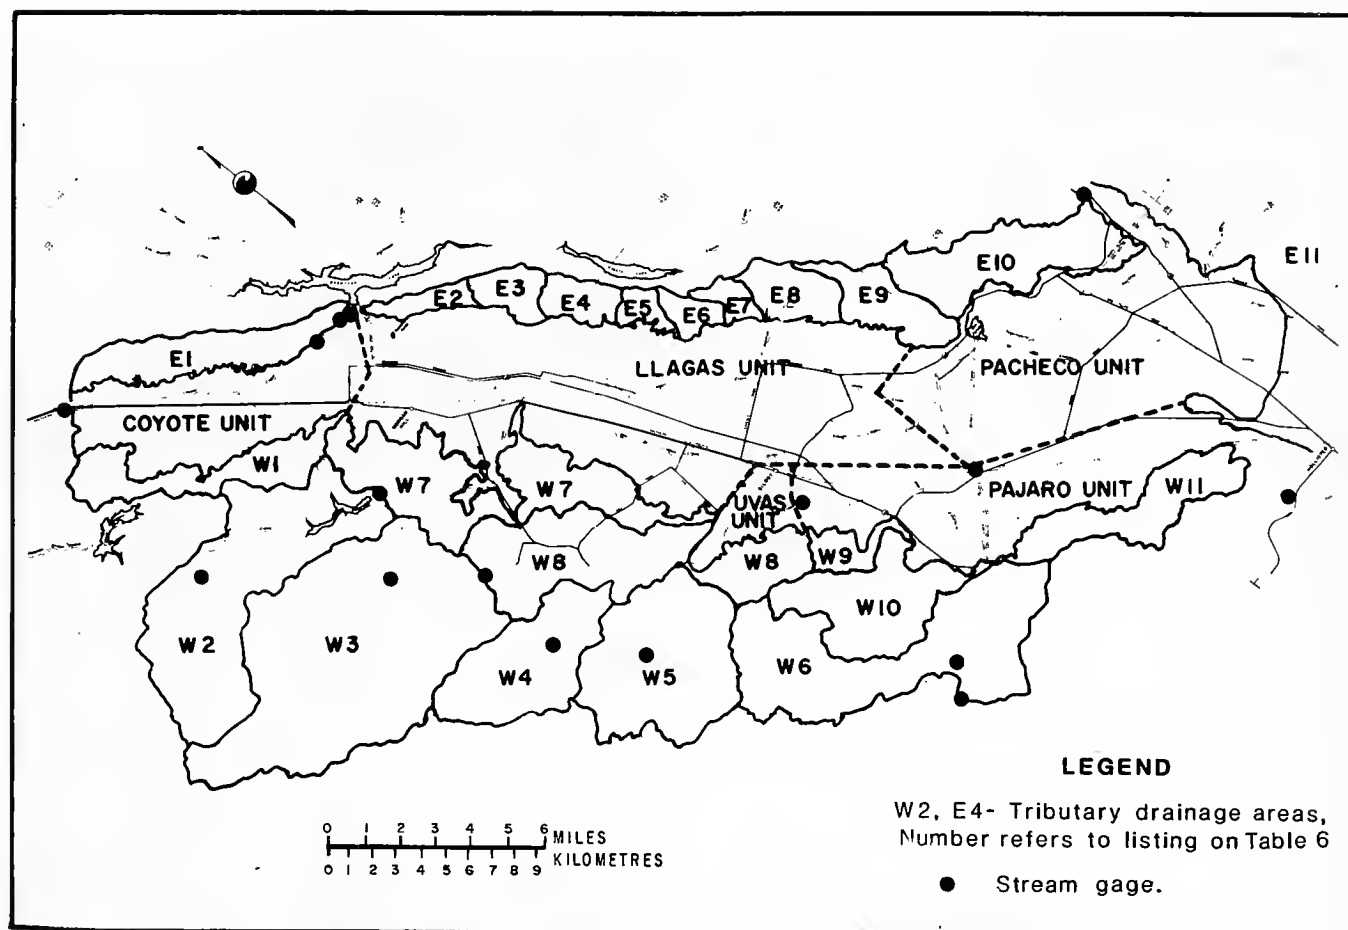 E11
E10
E3
E2
E4
E5
E6
E7
E8
E9
E1
LLAGAS UNIT
PACHECO UNIT
COYOTE UNIT
W1
W7
W7
UVAS
UNIT
PAJARO UNIT
W11
W8
W8
W9
W10
W2
W3
W4
W5
W6
LEGEND
W2, E4- Tributary drainage areas,
Number refers to listing on Table 6
Stream gage.
0 1 2 3 4 5 6 MILES
KILOMETRES
0 1 2 3 4 5 6 7 8 9